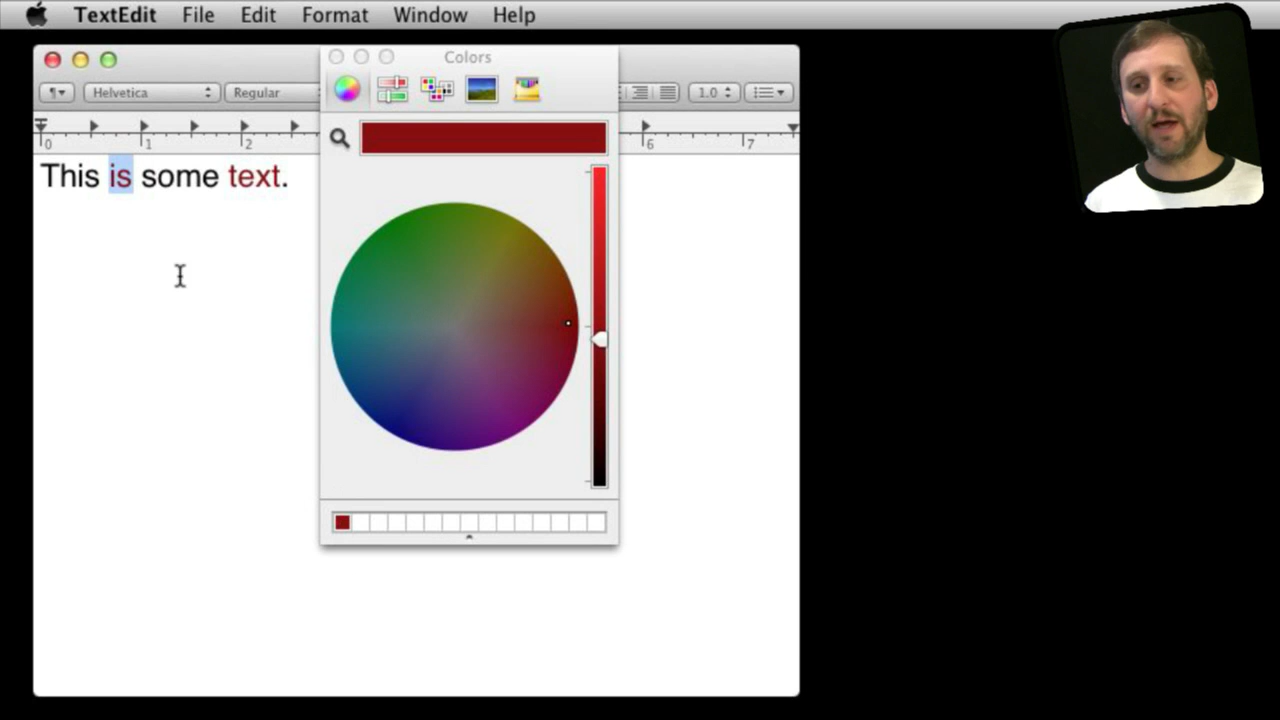 TextEdit File Edit Format Window Help
Colors
Helvetica Regular 1.0
0 1 2 6 7
This is some text.